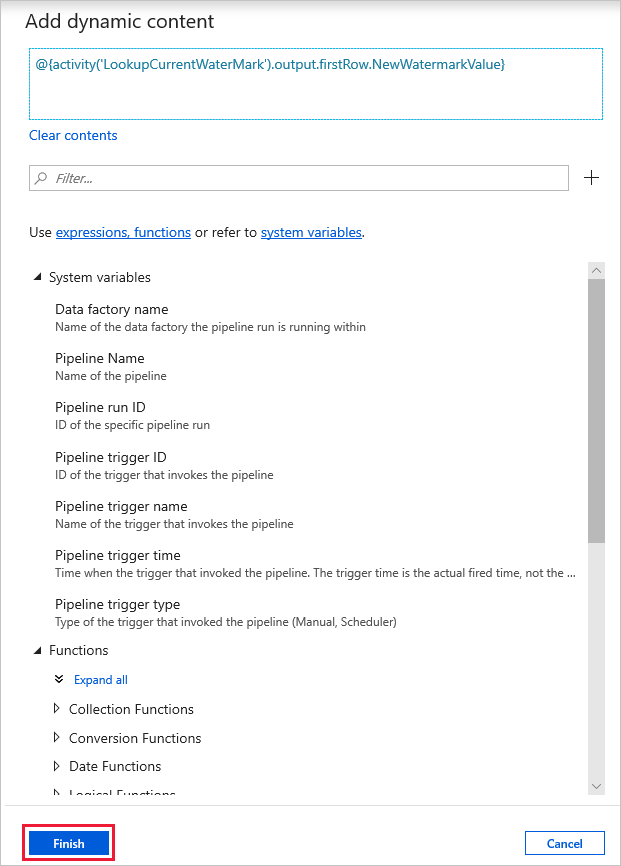 Add dynamic content
@{activity('LookupCurrentWaterMark').output.firstRow.NewWatermarkValue}
Clear contents
Filter...
Use expressions, functions or refer to system variables.
System variables
Data factory name
Name of the data factory the pipeline run is running within
Pipeline Name
Name of the pipeline
Pipeline run ID
ID of the specific pipeline run
Pipeline trigger ID
ID of the trigger that invokes the pipeline
Pipeline trigger name
Name of the trigger that invokes the pipeline
Pipeline trigger time
Time when the trigger that invoked the pipeline. The trigger time is the actual fired time, not the ...
Pipeline trigger type
Type of the trigger that invoked the pipeline (Manual, Scheduler)
Functions
Expand all
Collection Functions
Conversion Functions
Date Functions
Logical Functions
Finish
Cancel